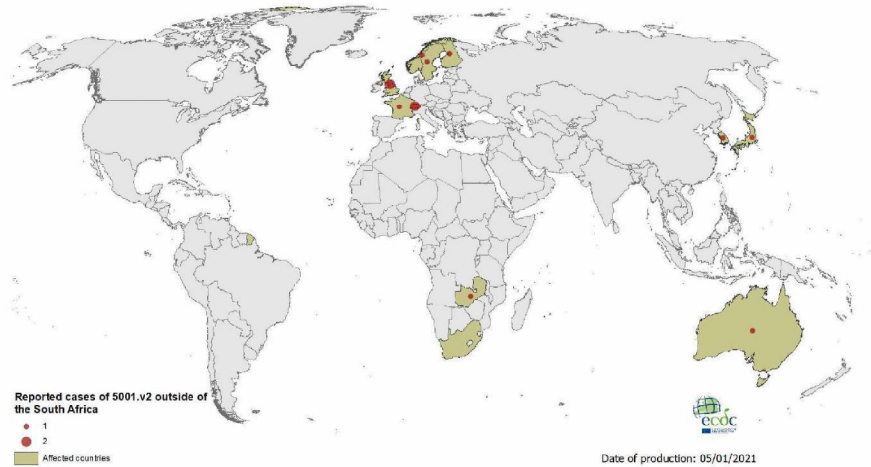 Reported cases of 5001.v2 outside of
the South Africa
1
2
Affected countries
ecdc
Date of production: 05/01/2021